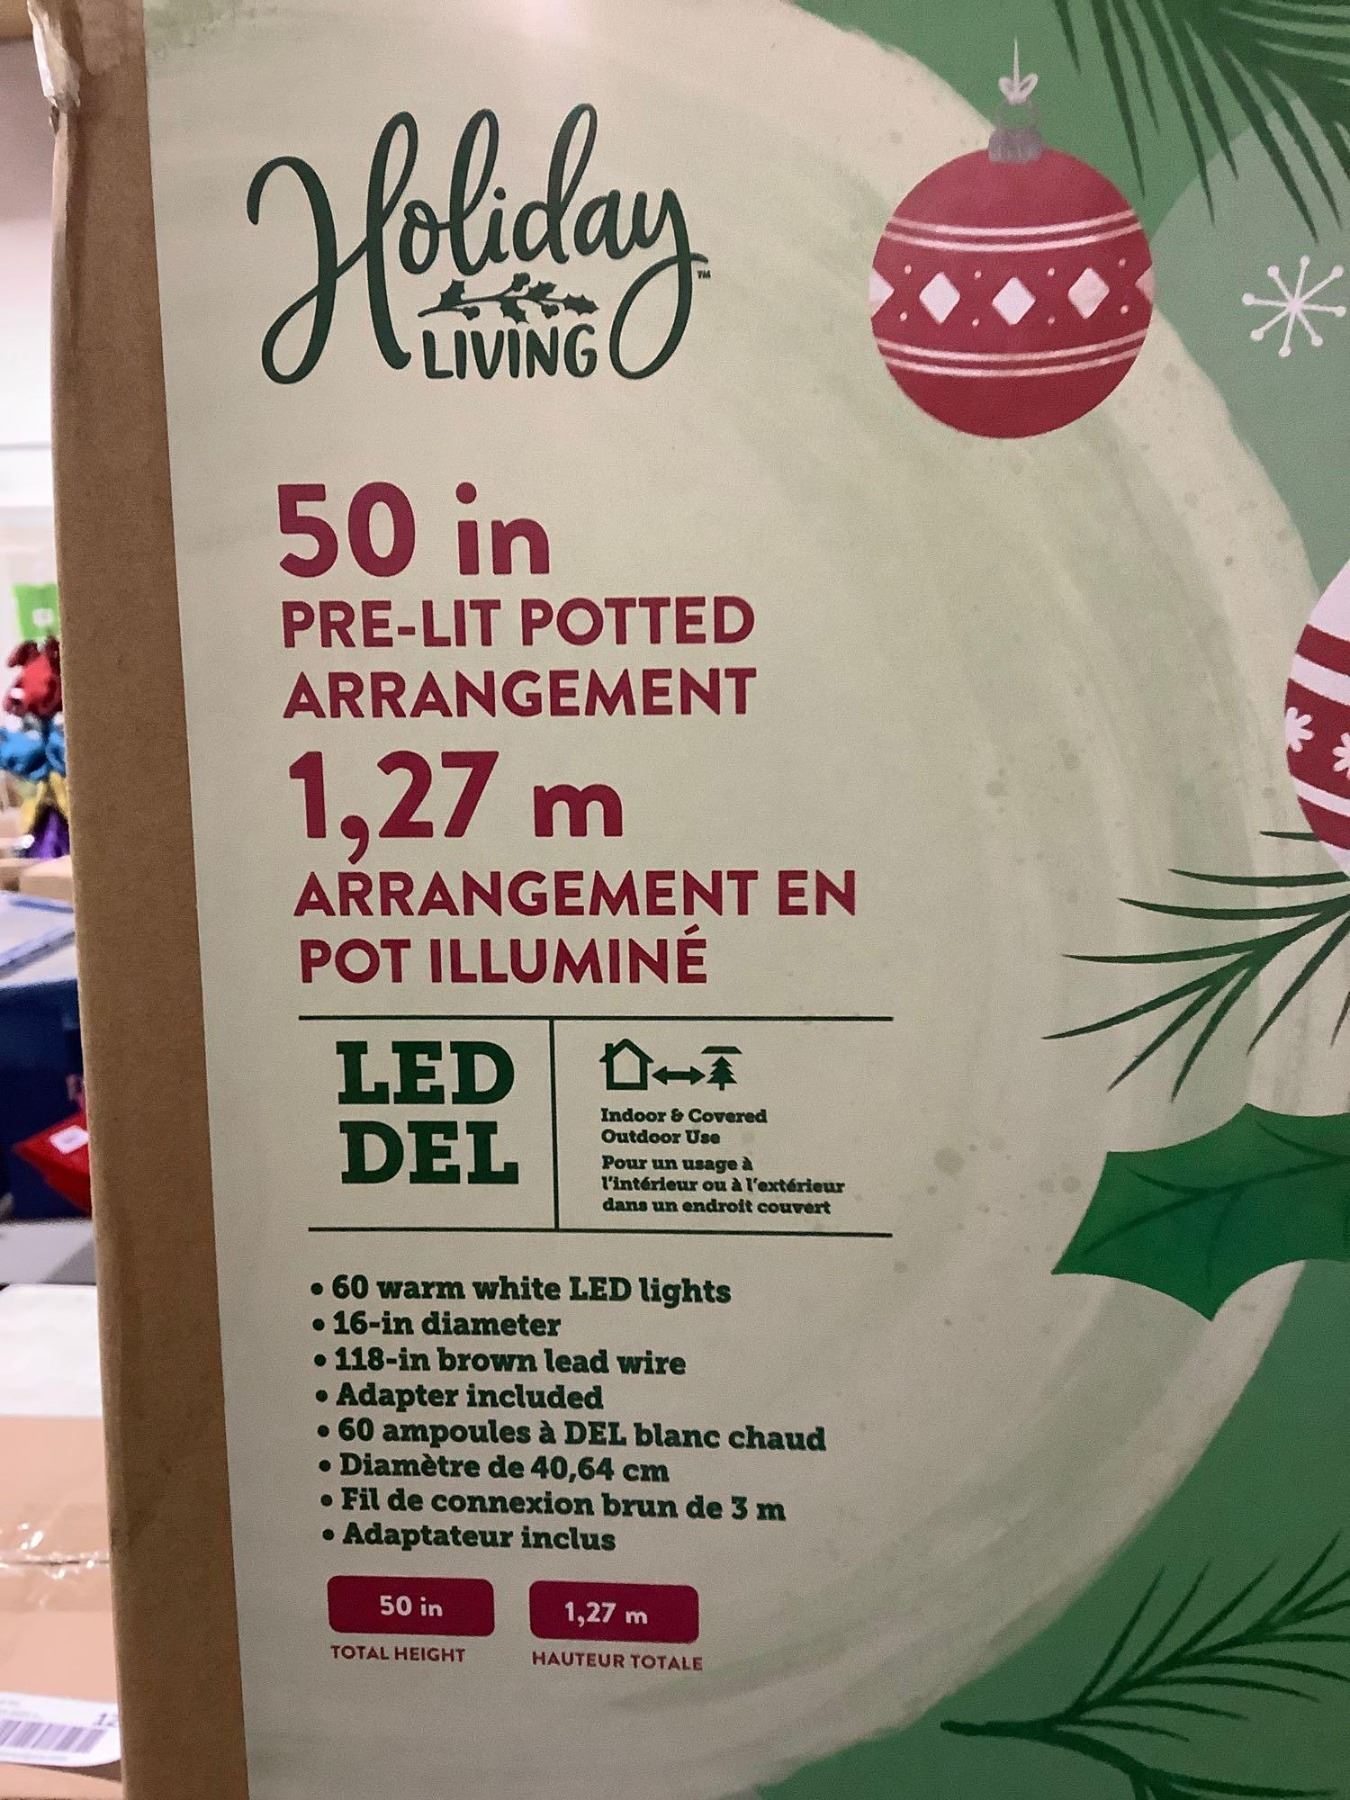 Holiday
LIVING™
50 in
PRE-LIT POTTED
ARRANGEMENT
1,27 m
ARRANGEMENT EN
POT ILLUMINÉ
LED
DEL
Indoor & Covered
Outdoor Use
Pour un usage à
l'intérieur ou à l'extérieur
dans un endroit couvert
• 60 warm white LED lights
• 16-in diameter
• 118-in brown lead wire
• Adapter included
• 60 ampoules à DEL blanc chaud
• Diamètre de 40,64 cm
• Fil de connexion brun de 3 m
• Adaptateur inclus
50 in
TOTAL HEIGHT
1,27 m
HAUTEUR TOTALE
12